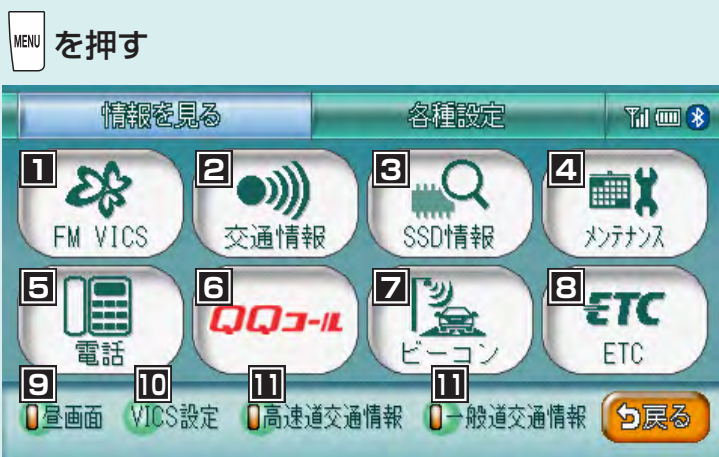 MENU を押す
情報を見る 各種設定
1 2 3 4
FM VICS 交通情報 SSD情報 メンテナンス
5 6 7 8
QQコール ETC
電話 ビーコン ETC
9 10 11 11
昼画面 VICS設定 高速道交通情報 一般道交通情報 戻る